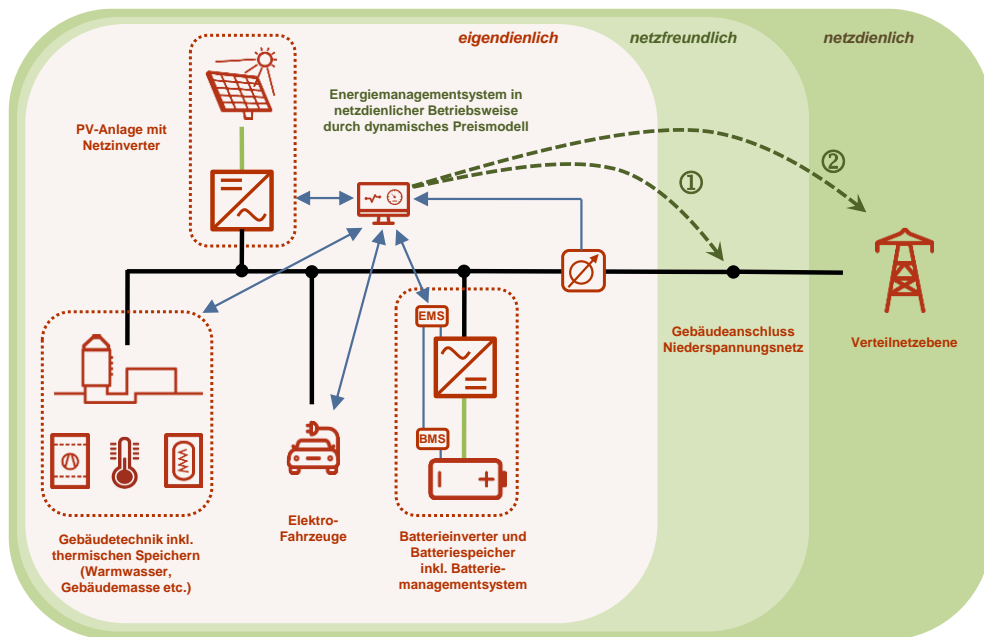 eigendienlich
netzfreundlich
netzdienlich
PV-Anlage mit
Netzinverter
Energiemanagementsystem in
netzdienlicher Betriebsweise
durch dynamisches Preismodell
①
②
EMS
BMS
Gebäudeanschluss
Niederspannungsnetz
Verteilnetzebene
Gebäudetechnik inkl.
thermischen Speichern
(Warmwasser,
Gebäudemasse etc.)
Elektro-
Fahrzeuge
Batterieinverter und
Batteriespeicher
inkl. Batterie-
managementsystem